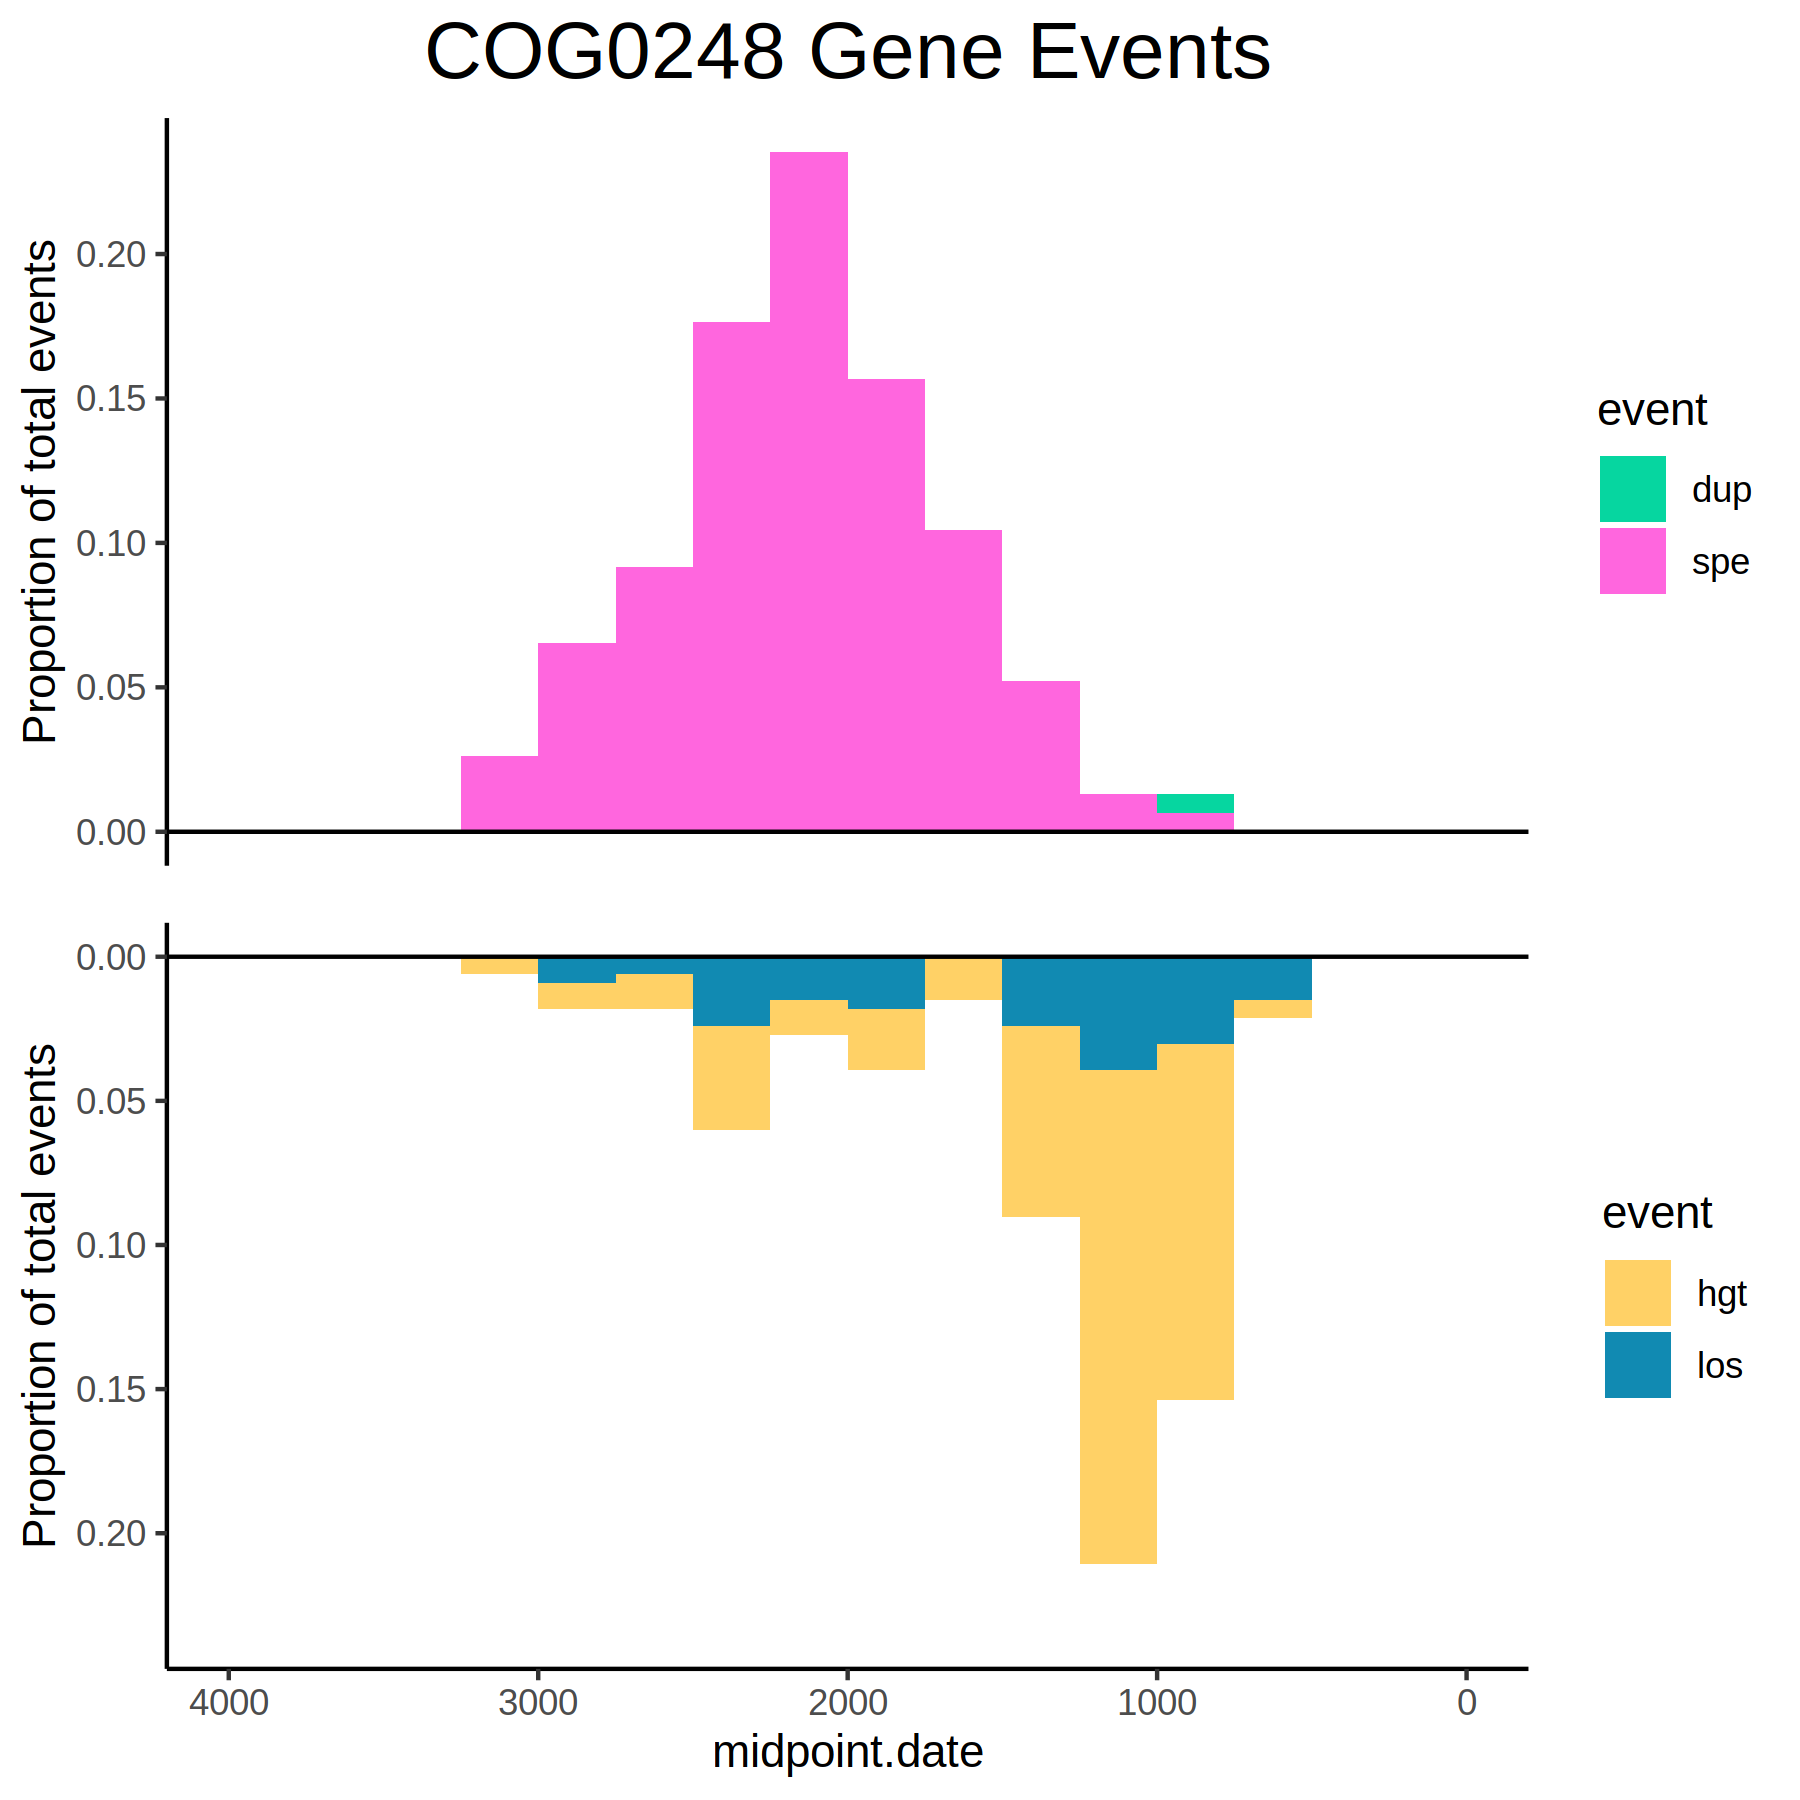 COG0248 Gene Events
Proportion of total events
0.20
0.15
0.10
0.05
0.00
event
dup
spe
Proportion of total events
0.00
0.05
0.10
0.15
0.20
event
hgt
los
4000 3000 2000 1000 0
midpoint.date